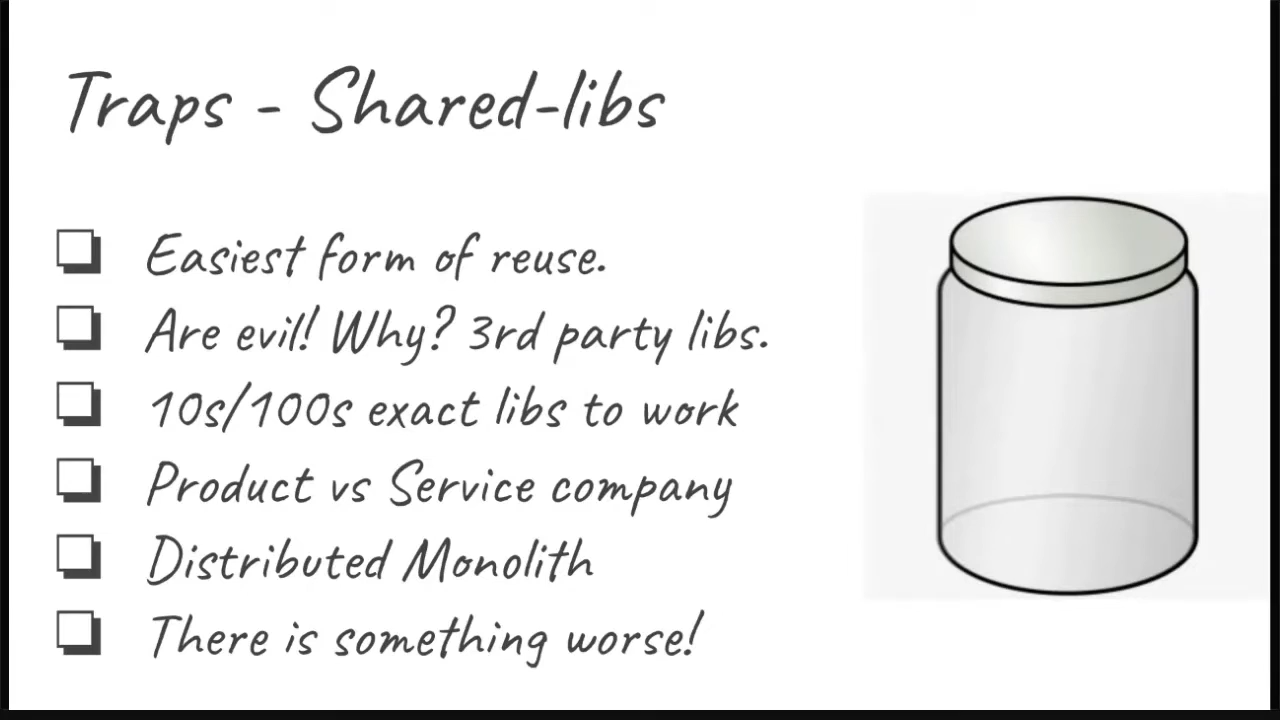 Traps - Shared-libs
Easiest form of reuse.
Are evil! Why? 3rd party libs.
10s/100s exact libs to work
Product vs Service company
Distributed Monolith
There is something worse!